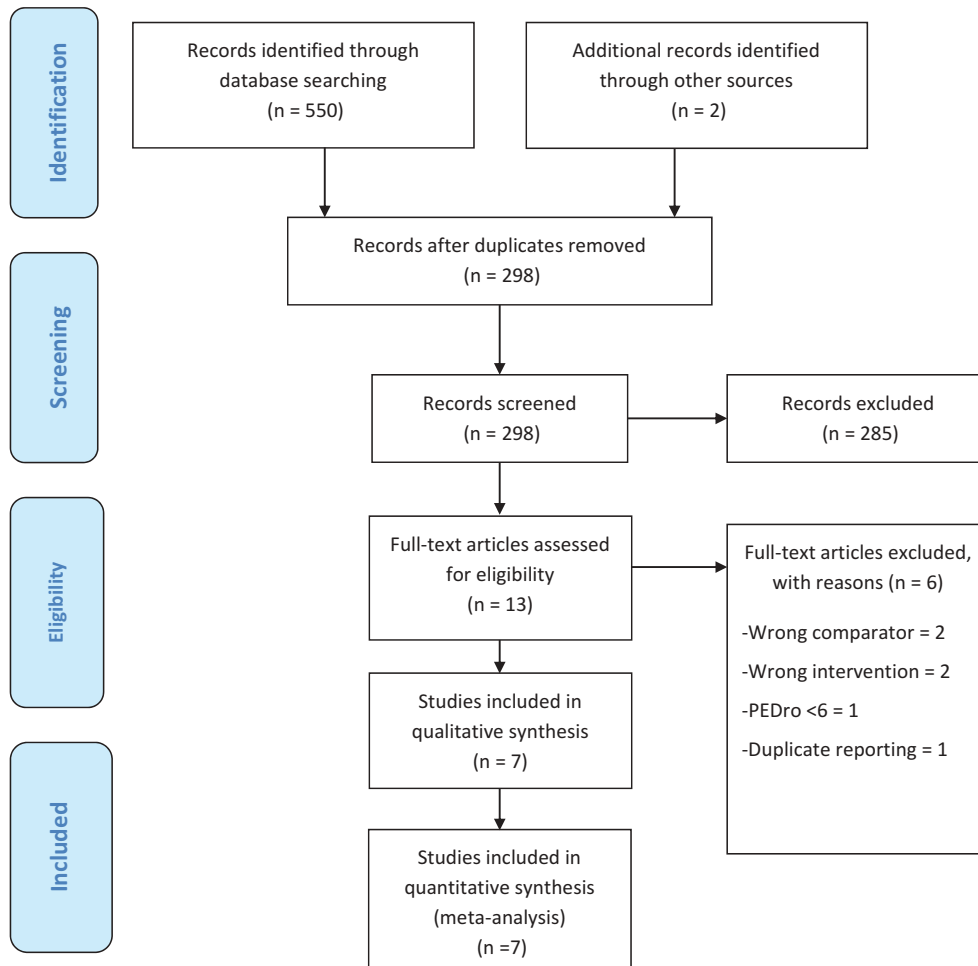 Identification
Records identified through
database searching
(n = 550)
Additional records identified
through other sources
(n = 2)
Records after duplicates removed
(n = 298)
Screening
Records screened
(n = 298)
Records excluded
(n = 285)
Eligibility
Full-text articles assessed
for eligibility
(n = 13)
Full-text articles excluded,
with reasons (n = 6)
-Wrong comparator = 2
-Wrong intervention = 2
-PEDro <6 = 1
-Duplicate reporting = 1
Studies included in
qualitative synthesis
(n = 7)
Included
Studies included in
quantitative synthesis
(meta-analysis)
(n =7)